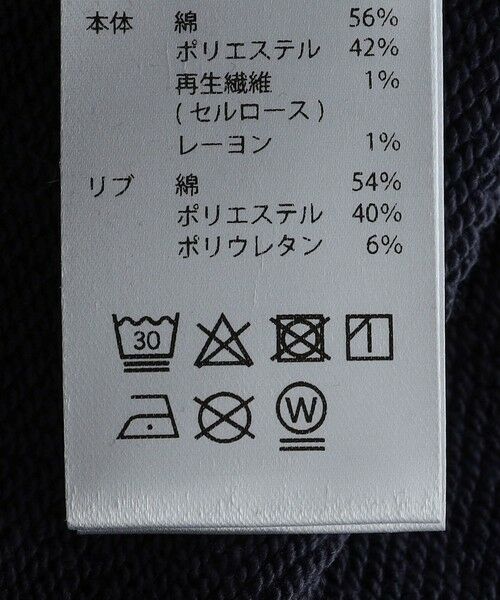 本体 綿 56%
ポリエステル 42%
再生繊維 1%
(セルロース)
レーヨン 1%
リブ 綿 54%
ポリエステル 40%
ポリウレタン 6%
30
W